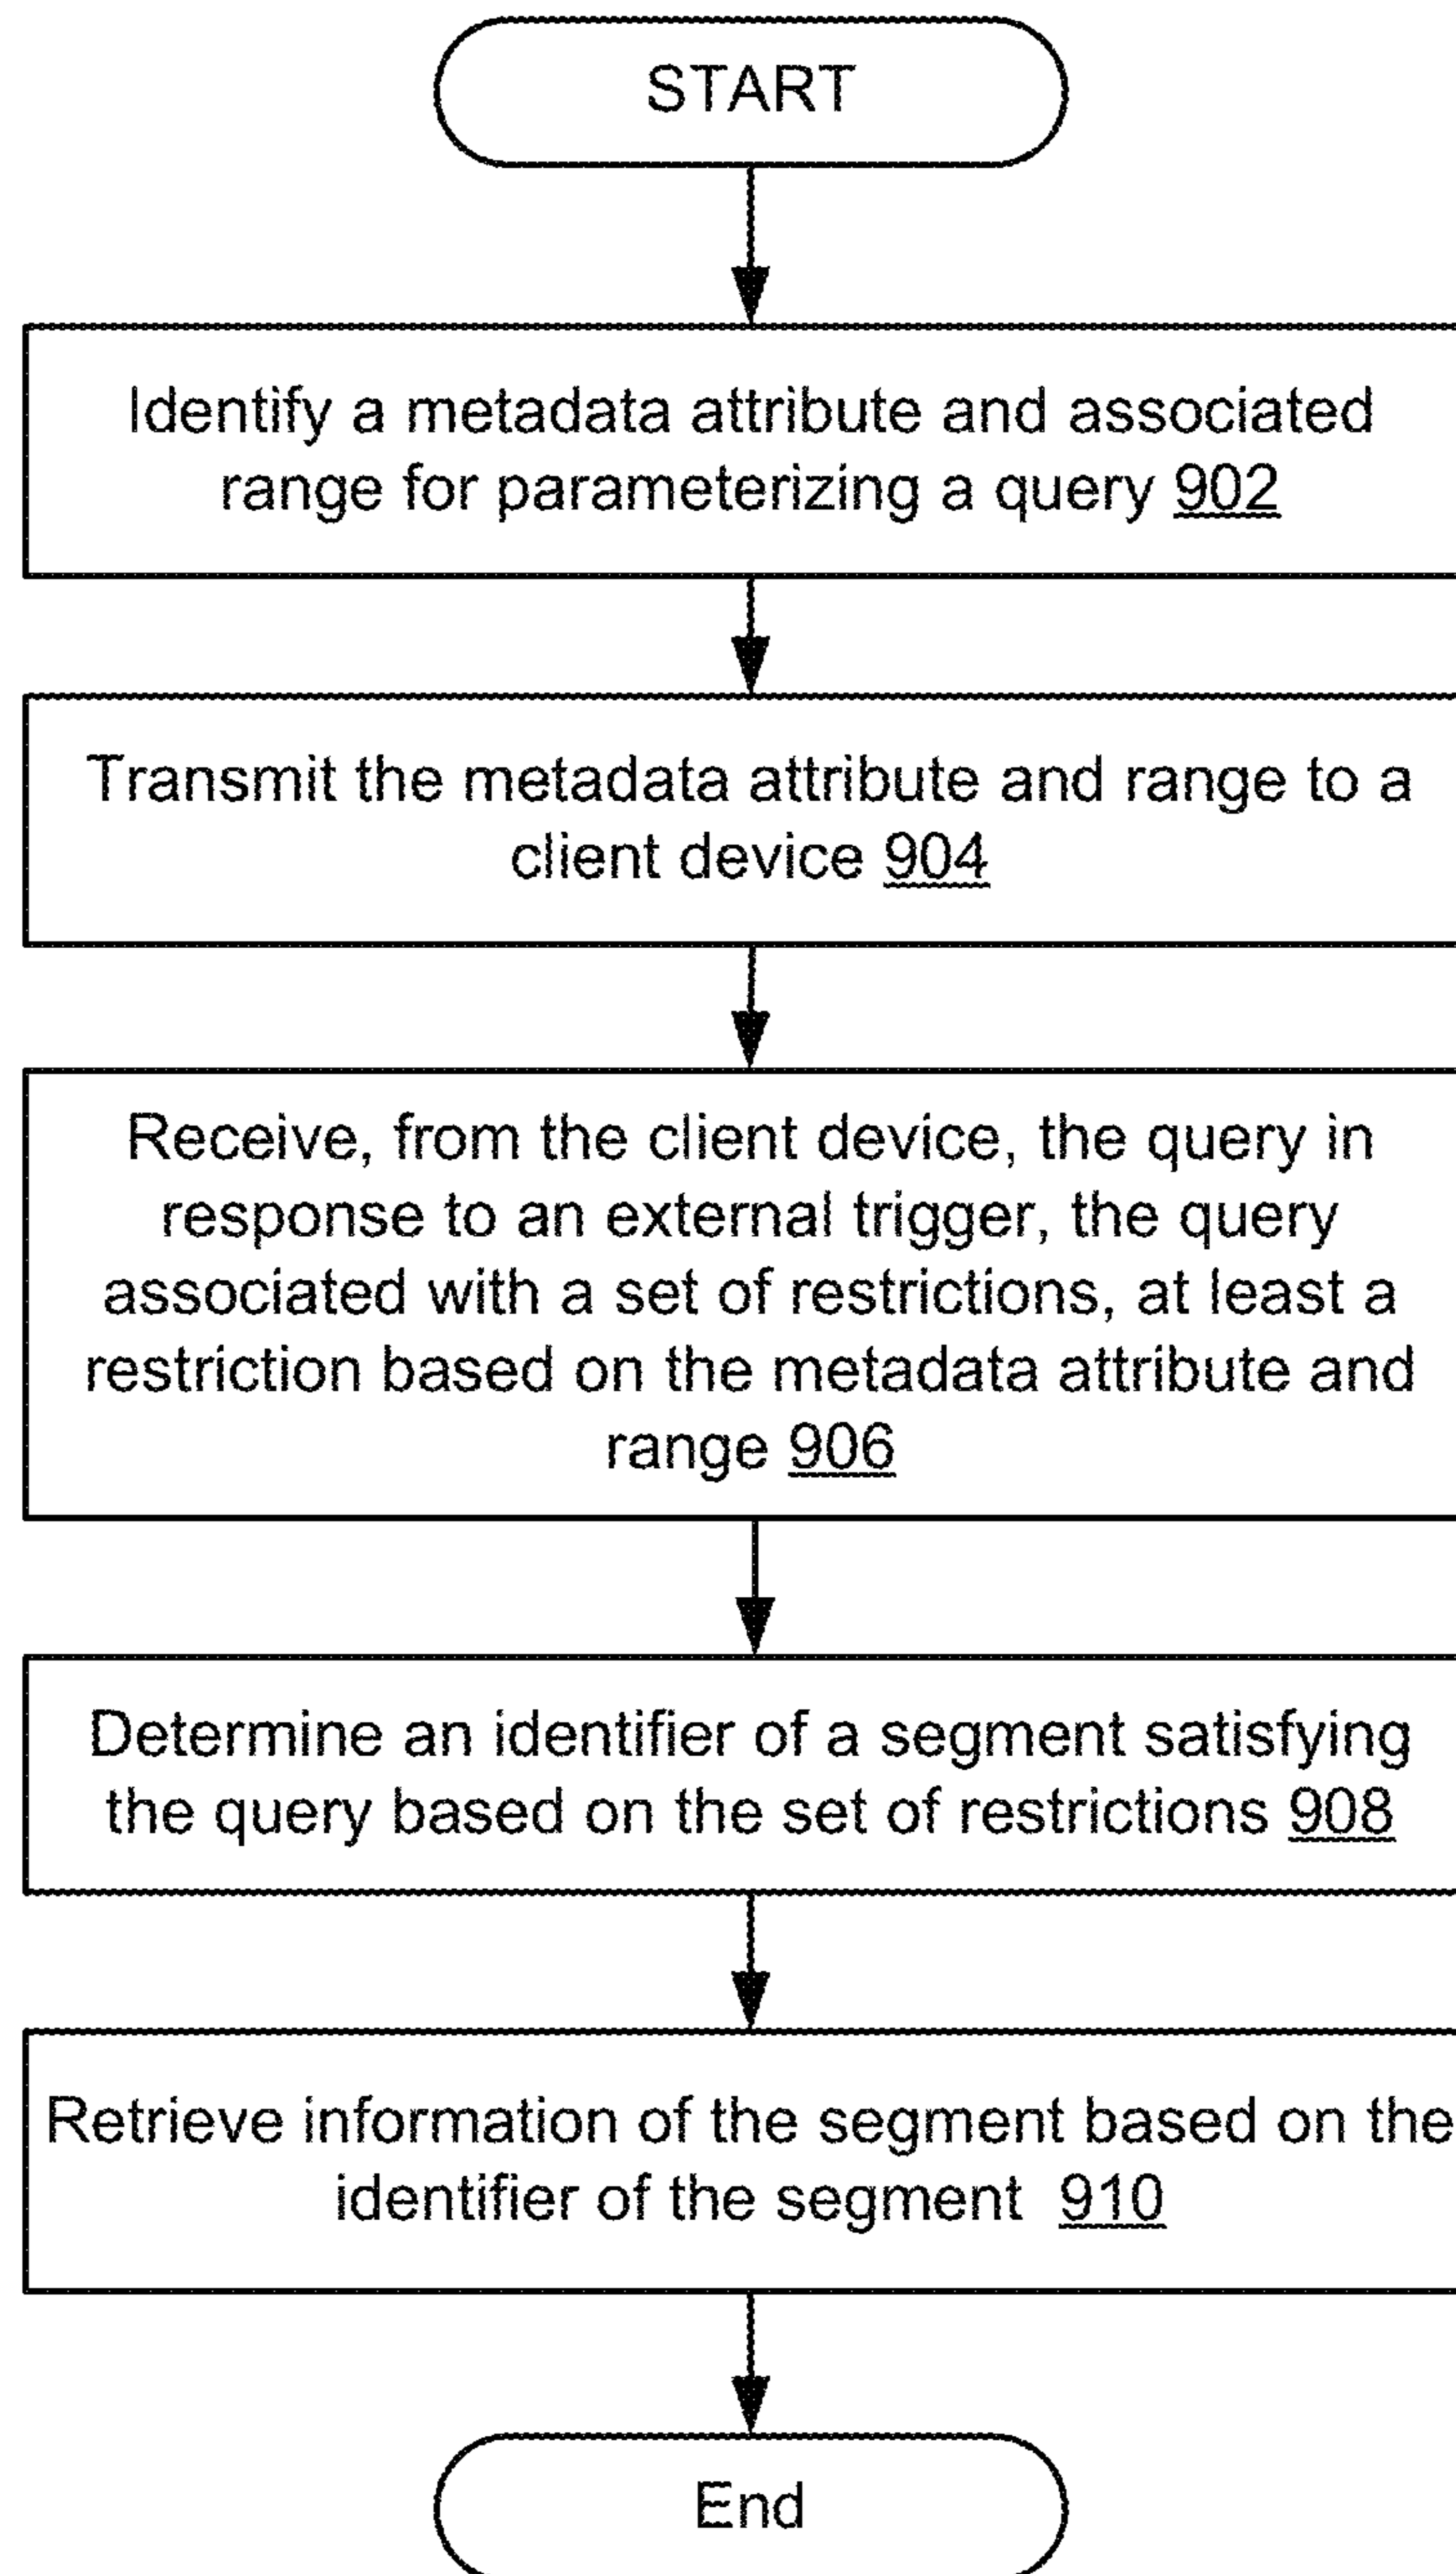 START
Identify a metadata attribute and associated
range for parameterizing a query 902
Transmit the metadata attribute and range to a
client device 904
Receive, from the client device, the query in
response to an external trigger, the query
associated with a set of restrictions, at least a
restriction based on the metadata attribute and
range 906
Determine an identifier of a segment satisfying
the query based on the set of restrictions 908
Retrieve information of the segment based on the
identifier of the segment 910
End